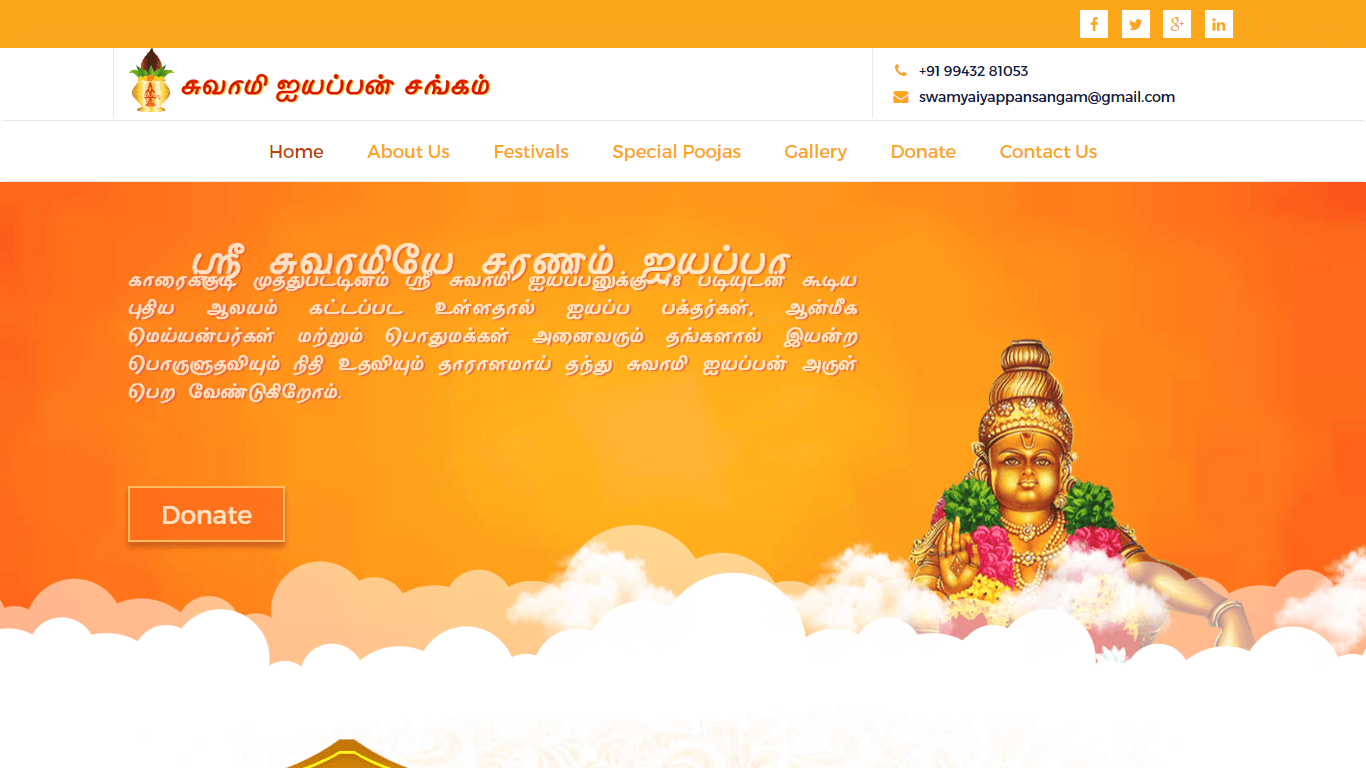 சுவாமி ஐயப்பன் சங்கம்
+91 99432 81053
swamyaiyappansangam@gmail.com
Home About Us Festivals Special Poojas Gallery Donate Contact Us
ஸ்ரீ சுவாமியே சரணம் ஐயப்பா
காரைக்குடி முத்துபட்டினம் ஸ்ரீ சுவாமி ஐயப்பனுக்கு படியுடன் கூடிய
புதிய ஆலயம் கட்டப்பட உள்ளதால் ஐயப்ப பக்தர்கள், ஆன்மீக
மெய்யன்பர்கள் மற்றும் பொதுமக்கள் அனைவரும் தங்களால் இயன்ற
பொருளுதவியும் நிதி உதவியும் தாராளமாய் தந்து சுவாமி ஐயப்பன் அருள்
பெற வேண்டுகிறோம்.
Donate